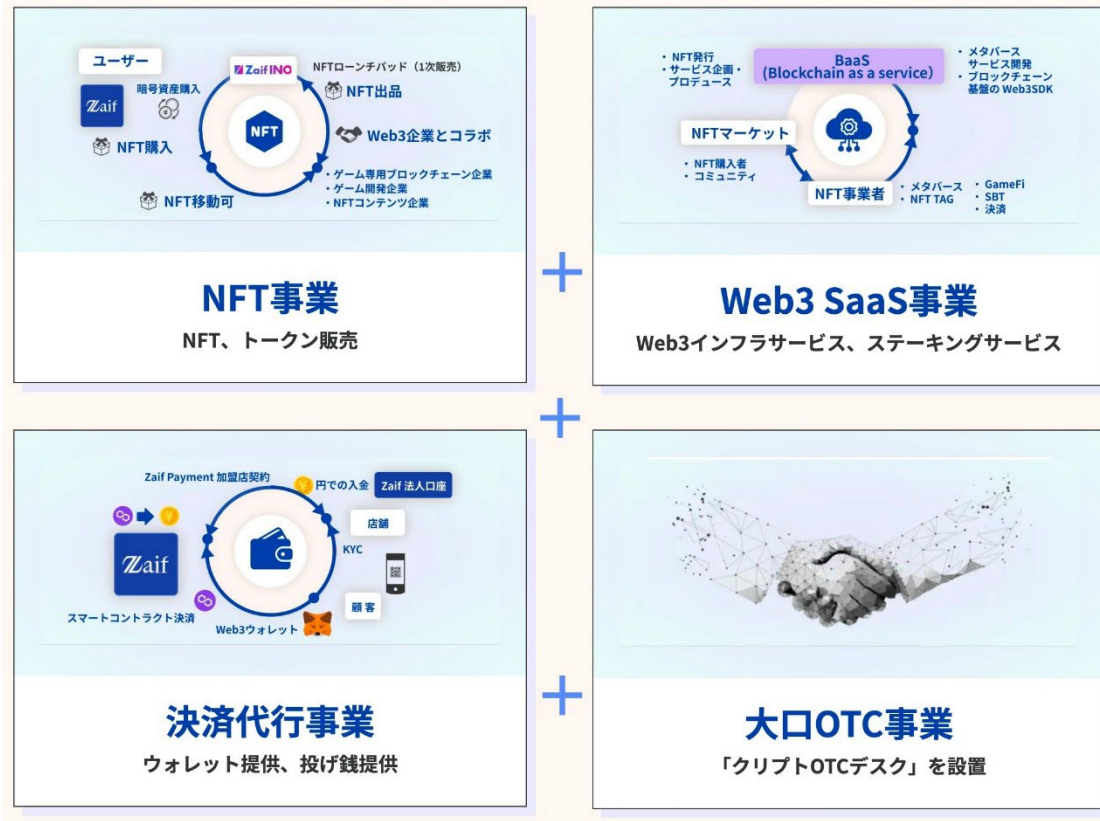 ユーザー
Zaif
暗号資産購入
NFT購入
NFT移動可
Zaif INO
NFTローンチパッド（1次販売）
NFT出品
NFT
Web3企業とコラボ
・ゲーム専用ブロックチェーン企業
・ゲーム開発企業
・NFTコンテンツ企業
NFT事業
NFT、トークン販売
・NFT発行
・サービス企画・
プロデュース
BaaS
(Blockchain as a service）
・メタバース
サービス開発
・ブロックチェーン
基盤の Web3SDK
NFTマーケット
・NFT購入者
・コミュニティ
NFT事業者
・メタバース
・NFT TAG
・GameFi
・SBT
・決済
Web3 SaaS事業
Web3インフラサービス、ステーキングサービス
Zaif Payment 加盟店契約
円での入金
Zaif 法人口座
店舗
KYC
Zaif
顧客
スマートコントラクト決済
Web3ウォレット
決済代行事業
ウォレット提供、投げ銭提供
大口OTC事業
「クリプトOTCデスク」を設置